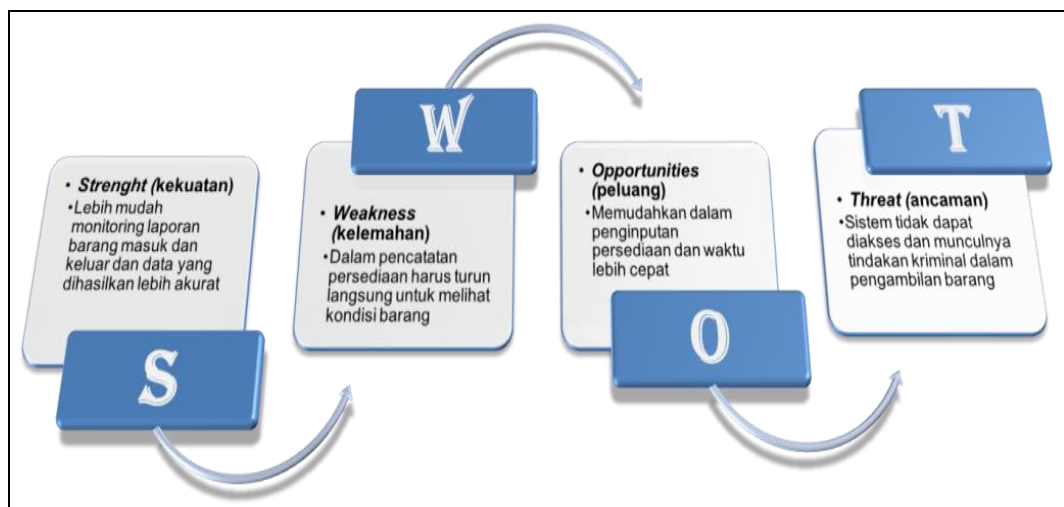 • Strenght (kekuatan)
•Lebih mudah
monitoring laporan
barang masuk dan
keluar dan data yang
dihasilkan lebih akurat
S
W
• Weakness
(kelemahan)
•Dalam pencatatan
persediaan harus turun
langsung untuk melihat
kondisi barang
• Opportunities
(peluang)
•Memudahkan dalam
penginputan
persediaan dan waktu
lebih cepat
O
T
• Threat (ancaman)
•Sistem tidak dapat
diakses dan munculnya
tindakan kriminal dalam
pengambilan barang